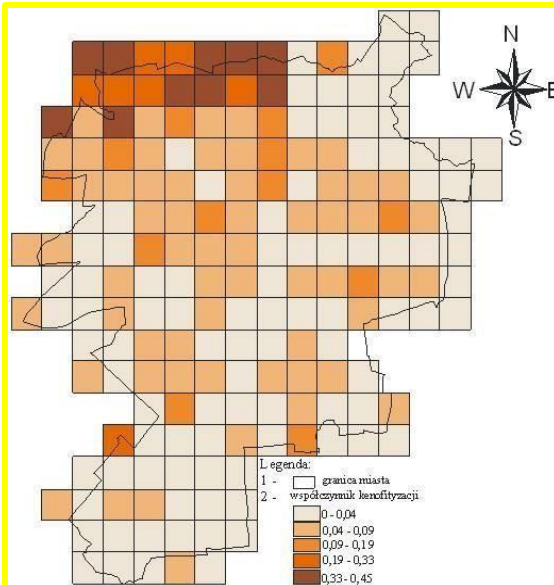 N
W E
S
Legenda:
1 - granica miasta
2 - współczynnik kenofityzacji
0 - 0,04
0,04 - 0,09
0,09 - 0,19
0,19 - 0,33
0,33 - 0,45